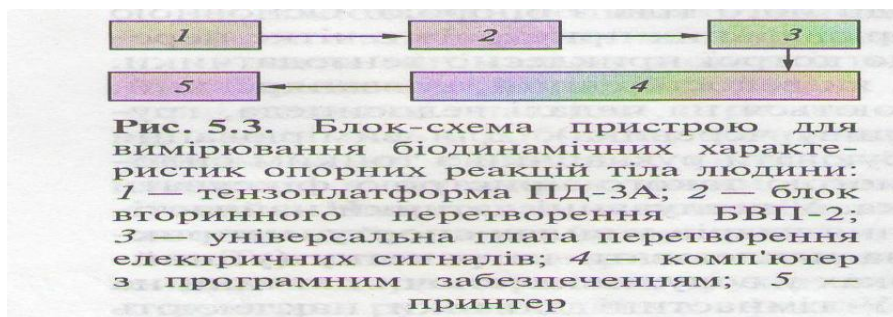 1
2
3
5
4
Рис. 5.3. Блок-схема пристрою для
вимірювання біодинамічних характе-
ристик опорних реакцій тіла людини:
1 — тензоплатформа ПД-3А; 2 — блок
вторинного перетворення БВП-2;
3 — універсальна плата перетворення
електричних сигналів; 4 — комп'ютер
з програмним забезпеченням; 5
принтер